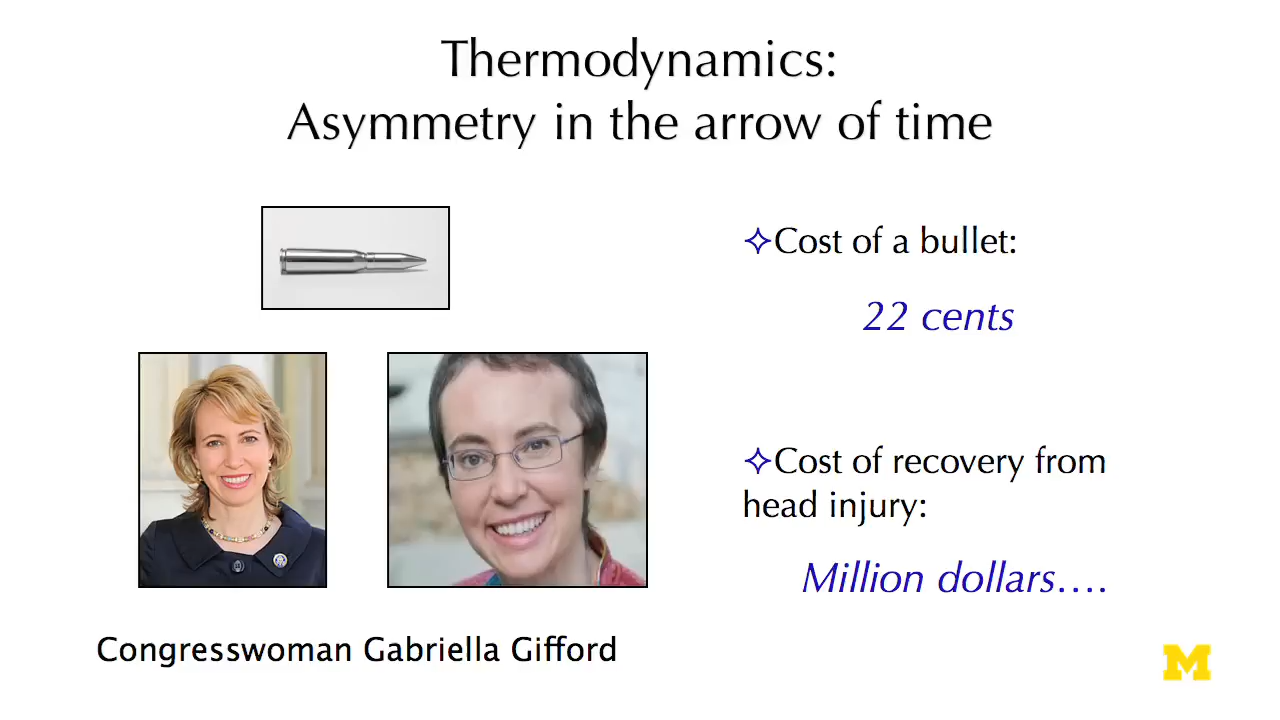 Thermodynamics:
Asymmetry in the arrow of time
✧Cost of a bullet:
22 cents
✧Cost of recovery from
head injury:
Million dollars....
Congresswoman Gabriella Gifford
M